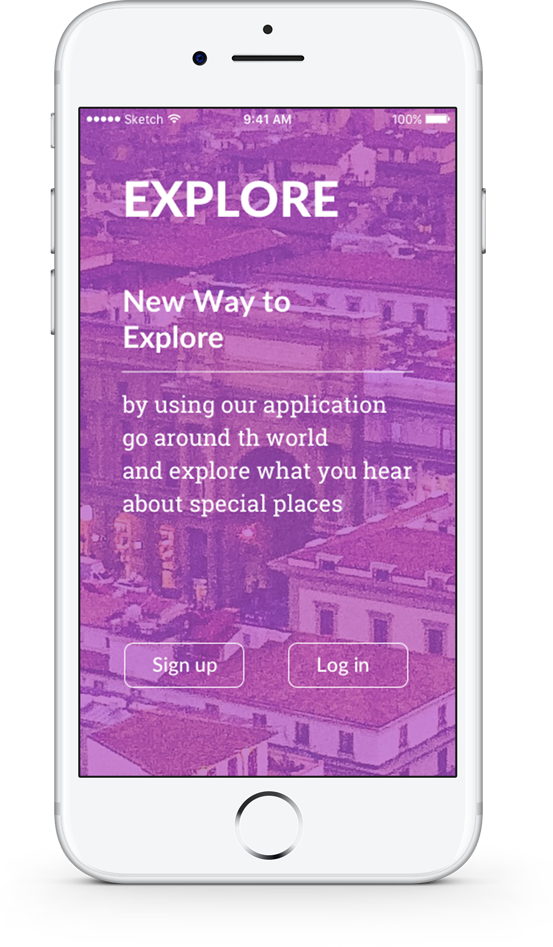 Sketch 9:41 AM 100%
EXPLORE
New Way to
Explore
by using our application
go around th world
and explore what you hear
about special places
Sign up Log in